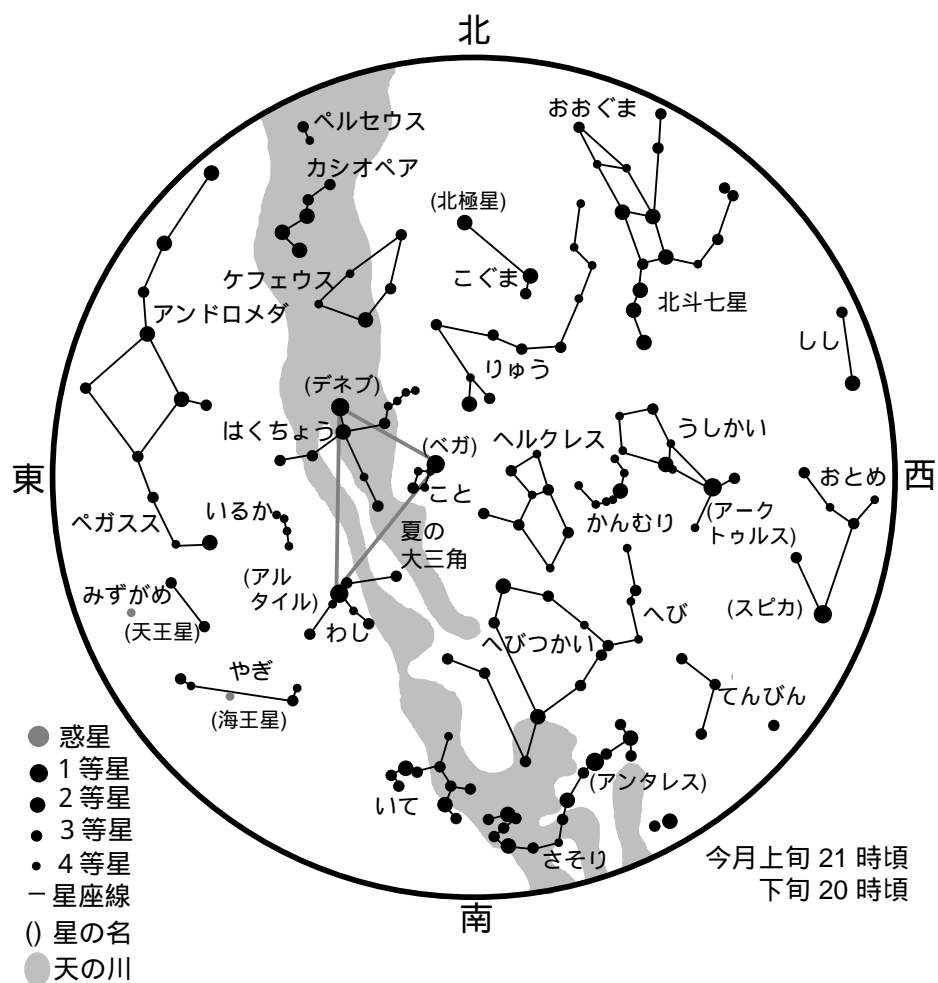 北
おおぐま
ペルセウス
カシオペア
(北極星)
ケフェウス
こぐま
北斗七星
アンドロメダ
しし
りゅう
(デネブ)
はくちょう
(ベガ)
ヘルクレス
うしかい
東
西
おとめ
こと
ペガスス
いるか
かんむり
(アーク
トゥルス)
夏の
大三角
(アル
タイル)
みずがめ
(天王星)
わし
へび
(スピカ)
へびつかい
やぎ
(海王星)
てんびん
(アンタレス)
いて
さそり
惑星
1等星
2等星
3等星
4等星
星座線
() 星の名
天の川
今月上旬 21 時頃
下旬 20 時頃
南